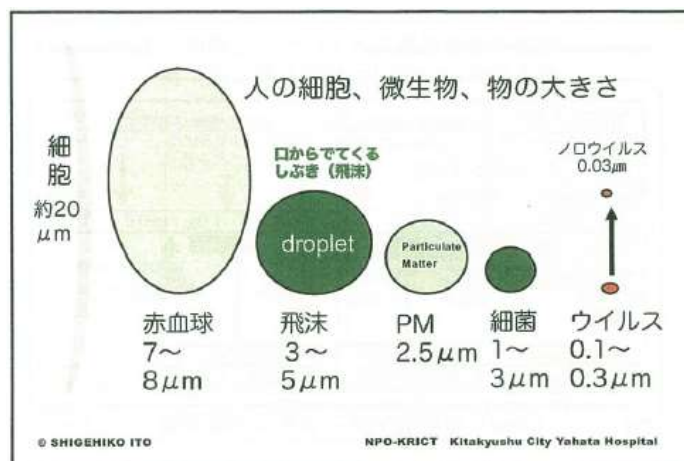 人の細胞、微生物、物の大きさ
細胞
約20
μm
口からでてくる
しぶき（飛沫）
droplet
Particulate
Matter
ノロウイルス
0.03μm
赤血球
7〜
8μm
飛沫
3〜
5μm
PM
2.5μm
細菌
1〜
3μm
ウイルス
0.1〜
0.3μm
© SHIGEHIKO ITO
NPO-KRICT Kitakyushu City Yahata Hospital